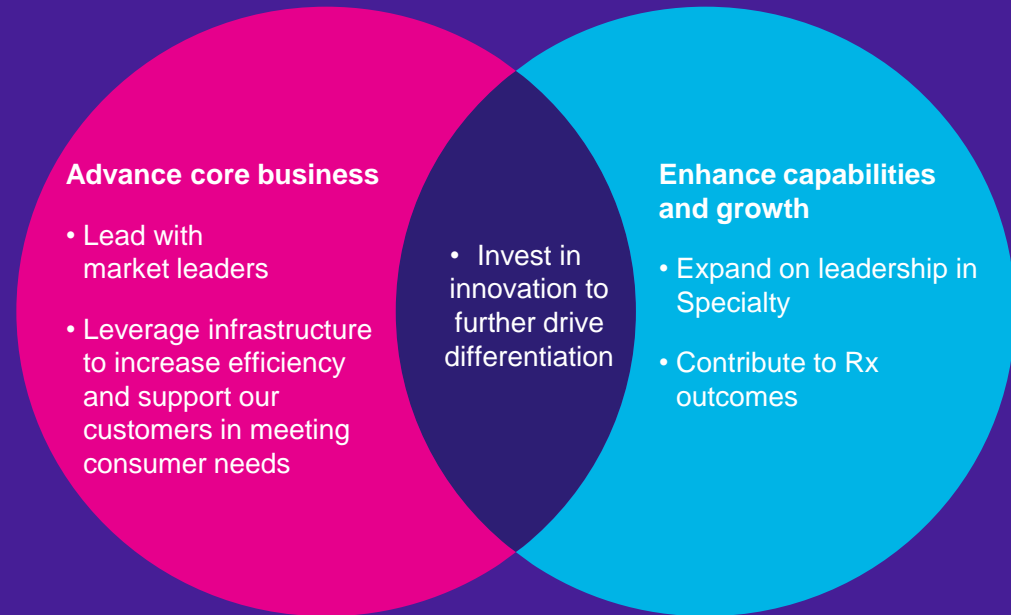 Advance core business
• Lead with
market leaders
• Leverage infrastructure
to increase efficiency
and support our
customers in meeting
consumer needs
• Invest in
innovation to
further drive
differentiation
Enhance capabilities
and growth
• Expand on leadership in
Specialty
• Contribute to Rx
outcomes